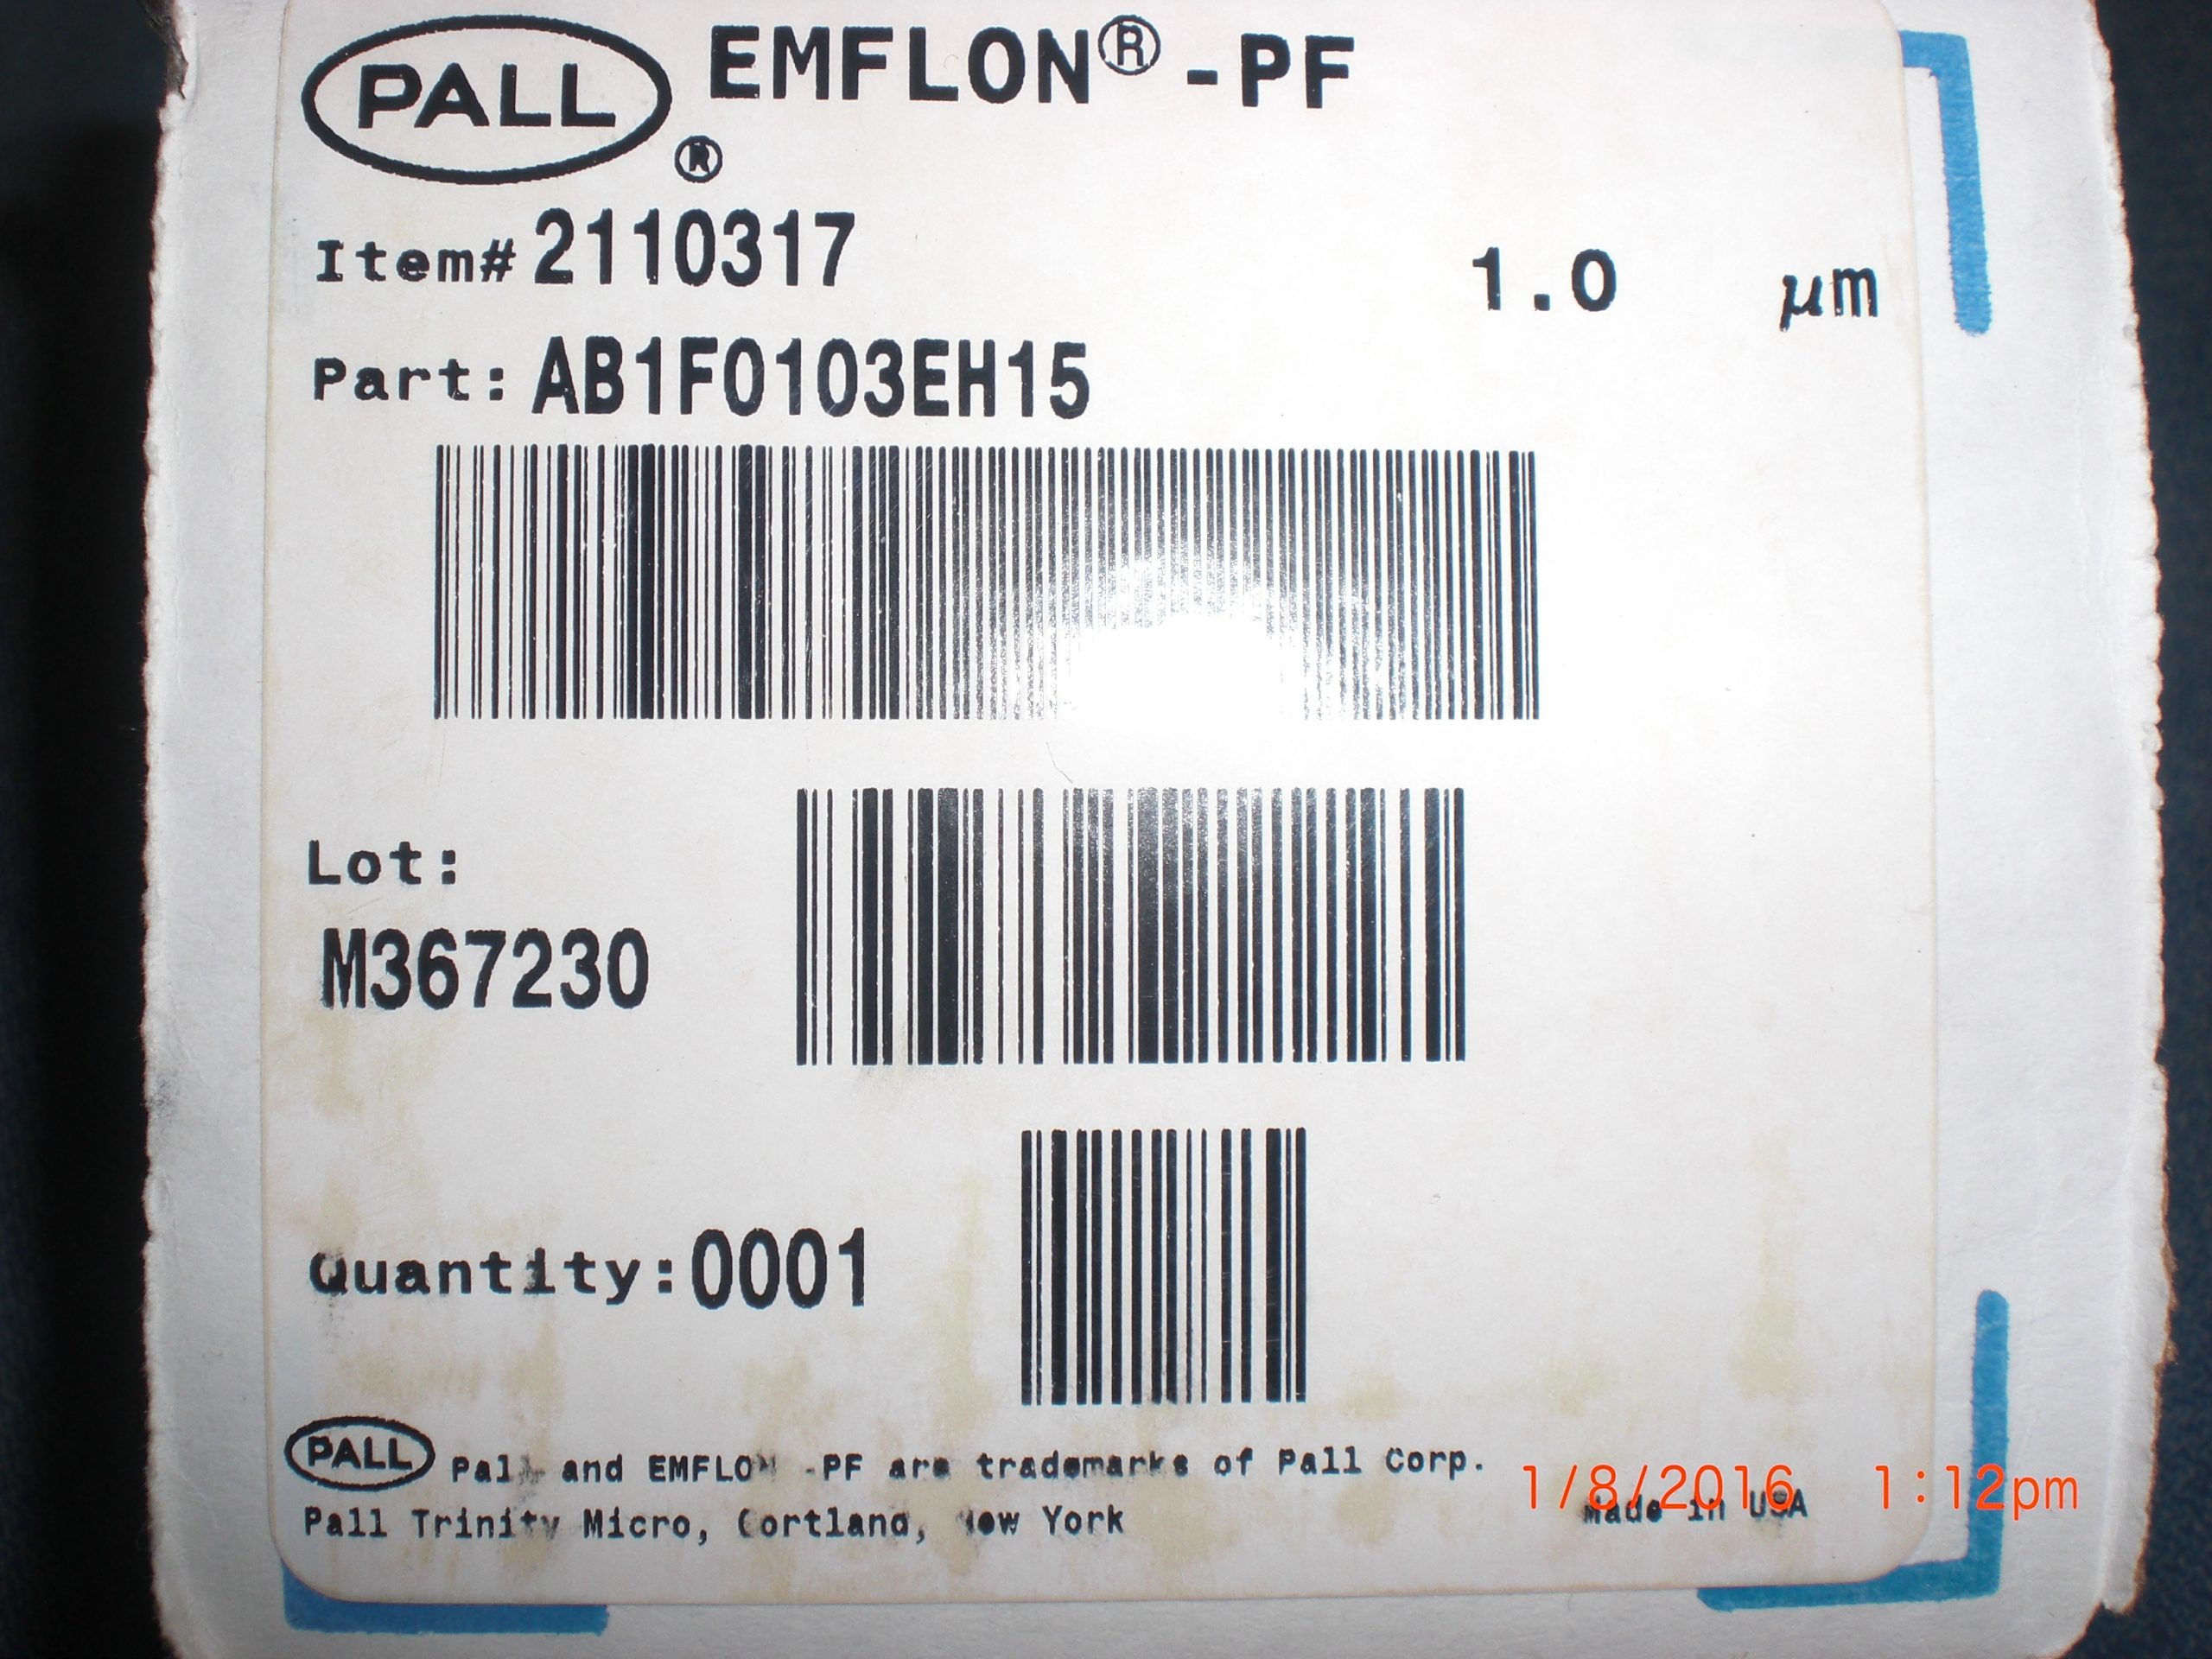 PALL ® EMFLON® -PF
Item# 2110317
1.0 µm
Part: AB1F0103EH15
Lot:
M367230
Quantity: 0001
PALL Pall and EMFLON -PF are trademarks of Pall Corp.
Pall Trinity Micro, Cortland, New York
Made in USA
1/8/2016 1:12pm